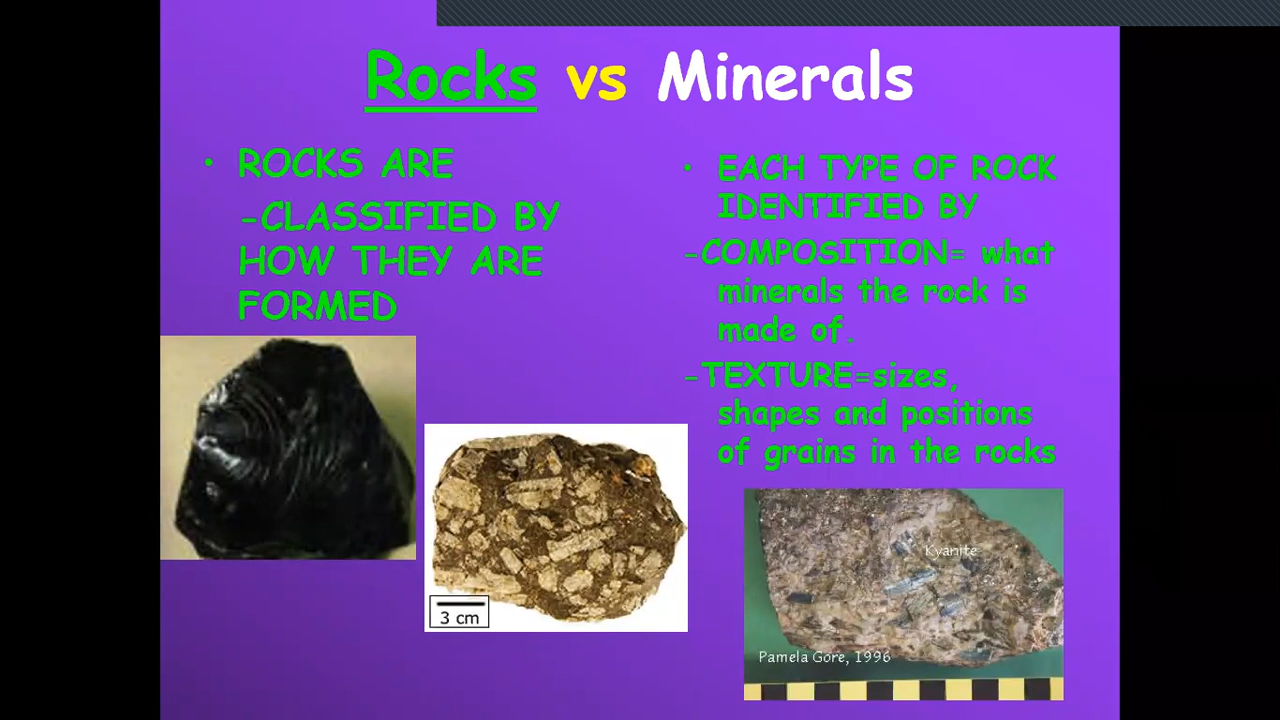 Rocks vs Minerals
• ROCKS ARE
-CLASSIFIED BY
HOW THEY ARE
FORMED
• EACH TYPE OF ROCK
IDENTIFIED BY
-COMPOSITION= what
minerals the rock is
made of.
-TEXTURE=sizes,
shapes and positions
of grains in the rocks
3 cm
Kyanite
Pamela Gore, 1996